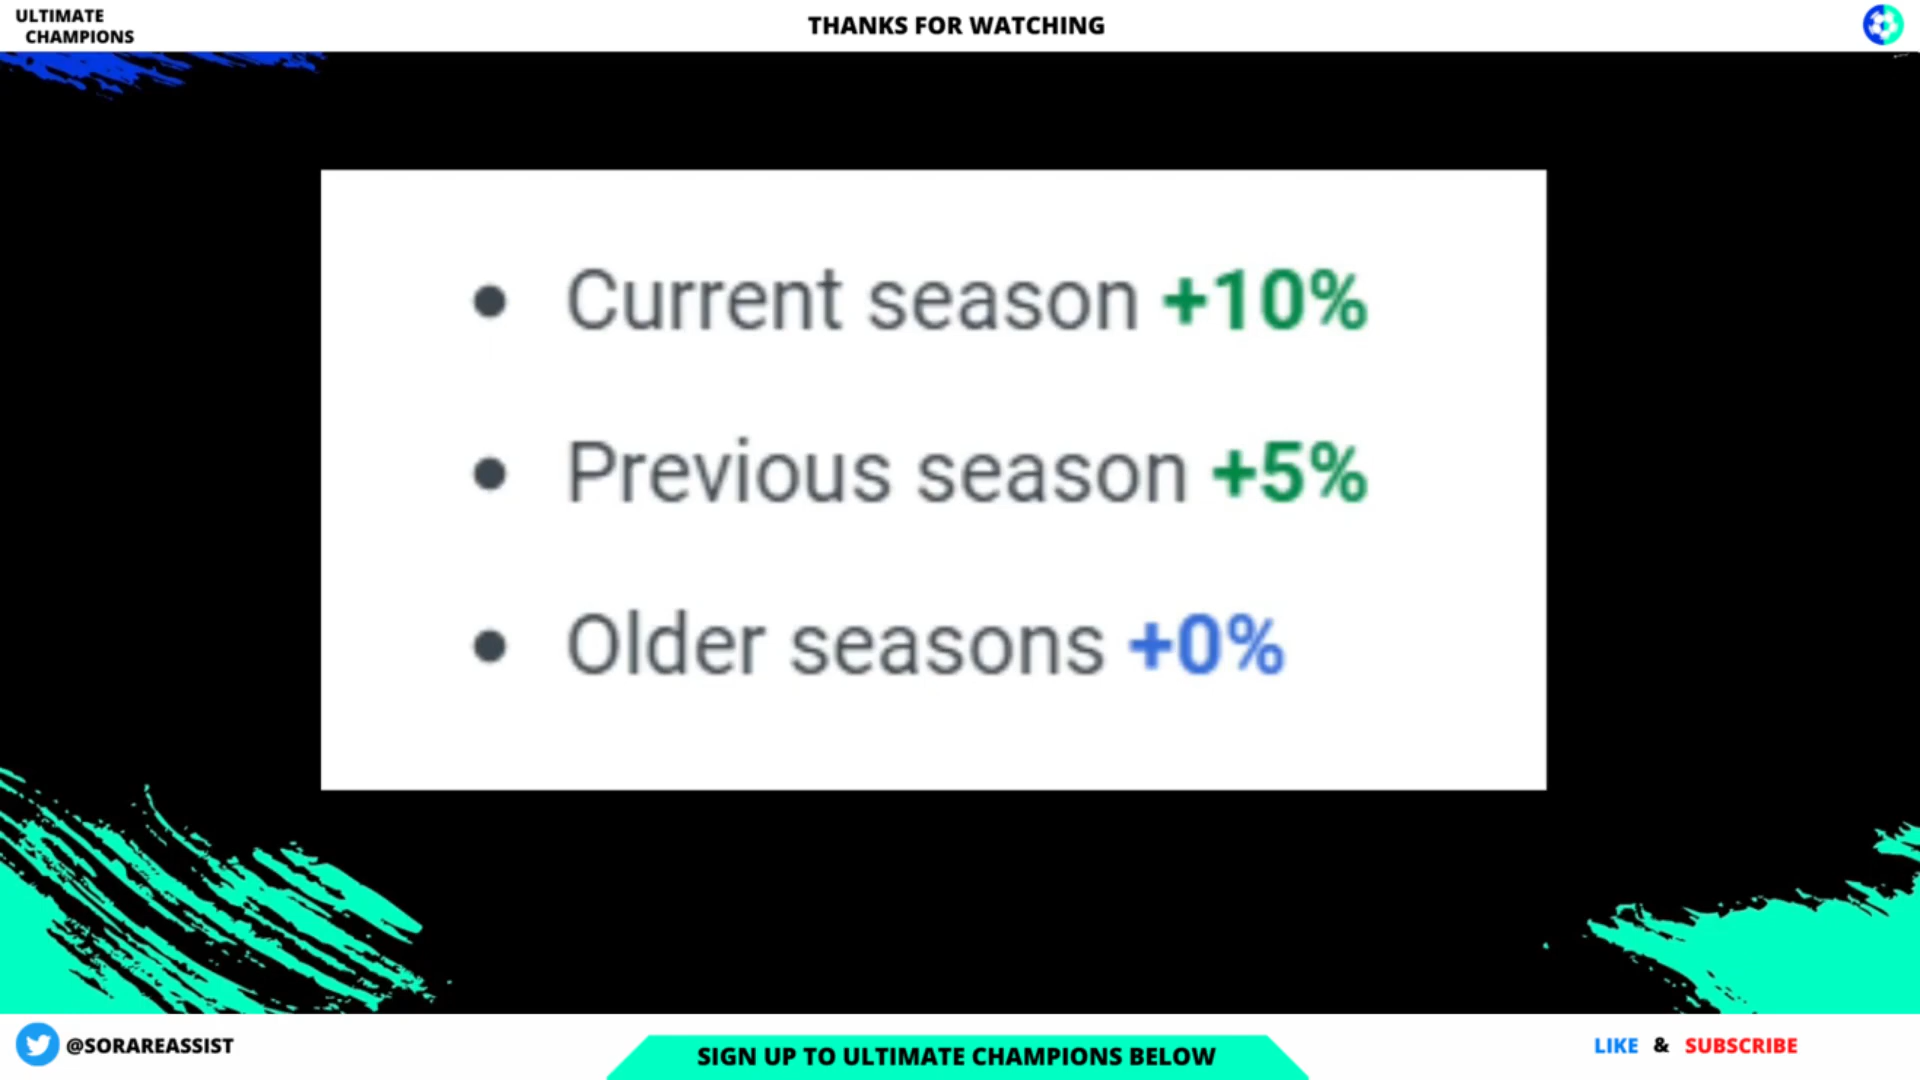 ULTIMATE
CHAMPIONS
THANKS FOR WATCHING
• Current season +10%
• Previous season +5%
• Older seasons +0%
@SORAREASSIST
SIGN UP TO ULTIMATE CHAMPIONS BELOW
LIKE & SUBSCRIBE